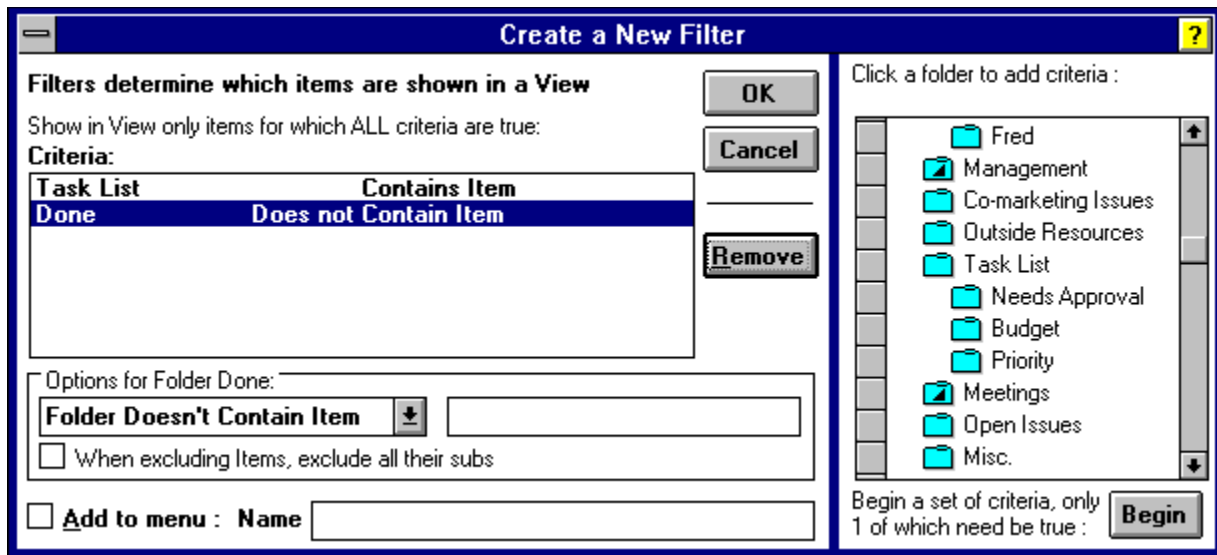 Create a New Filter
?
Filters determine which items are shown in a View
Show in View only items for which ALL criteria are true:
Criteria:
Task List Contains Item
Done Does not Contain Item
OK
Cancel
Remove
Options for Folder Done:
Folder Doesn't Contain Item
When excluding Items, exclude all their subs
Add to menu : Name
Click a folder to add criteria :
Fred
Management
Co-marketing Issues
Outside Resources
Task List
Needs Approval
Budget
Priority
Meetings
Open Issues
Misc.
Begin a set of criteria, only
1 of which need be true :
Begin